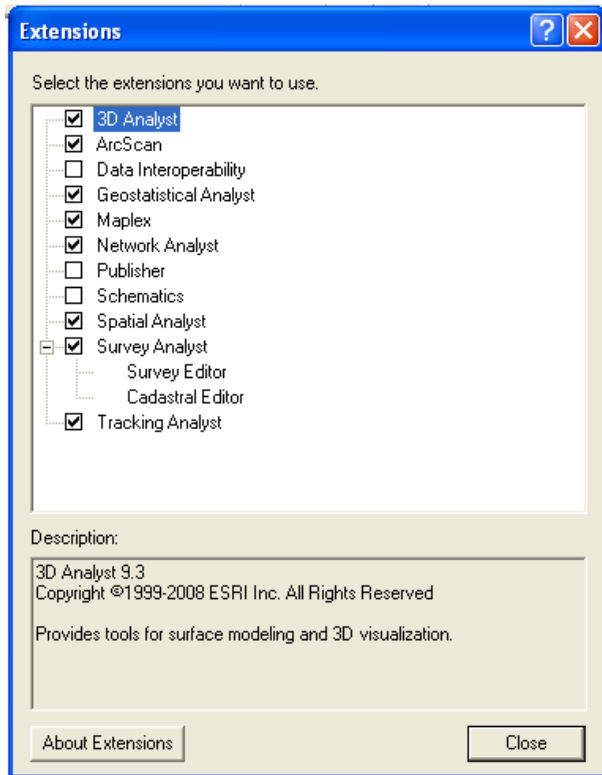 Extensions
Select the extensions you want to use.
3D Analyst
ArcScan
Data Interoperability
Geostatistical Analyst
Maplex
Network Analyst
Publisher
Schematics
Spatial Analyst
Survey Analyst
Survey Editor
Cadastral Editor
Tracking Analyst
Description:
3D Analyst 9.3
Copyright ©1999-2008 ESRI Inc. All Rights Reserved
Provides tools for surface modeling and 3D visualization.
About Extensions Close